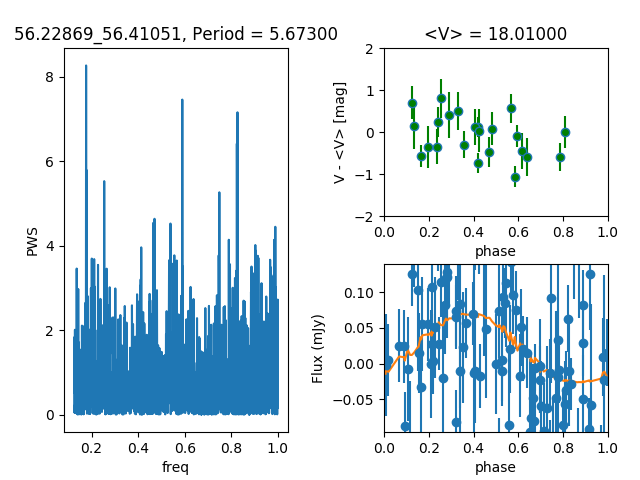 56.22869_56.41051, Period = 5.67300
PWS
8
6
4
2
0
0.2 0.4 0.6 0.8 1.0
freq
<V> = 18.01000
V - <V> [mag]
2
1
0
−1
−2
0.0 0.2 0.4 0.6 0.8 1.0
phase
Flux (mJy)
0.10
0.05
0.00
−0.05
0.0 0.2 0.4 0.6 0.8 1.0
phase